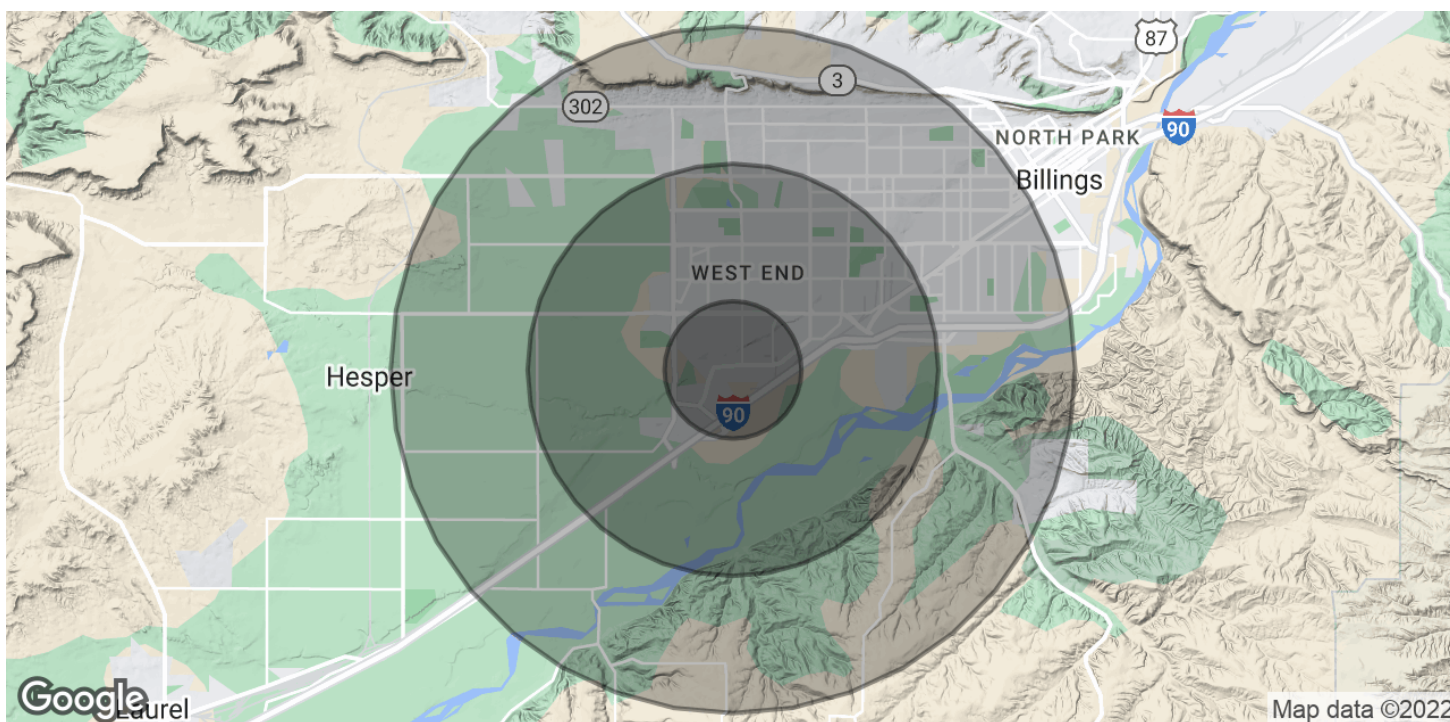 87
3
302
90
NORTH PARK
Billings
WEST END
Hesper
90
Google
Laurel
Map data ©2022